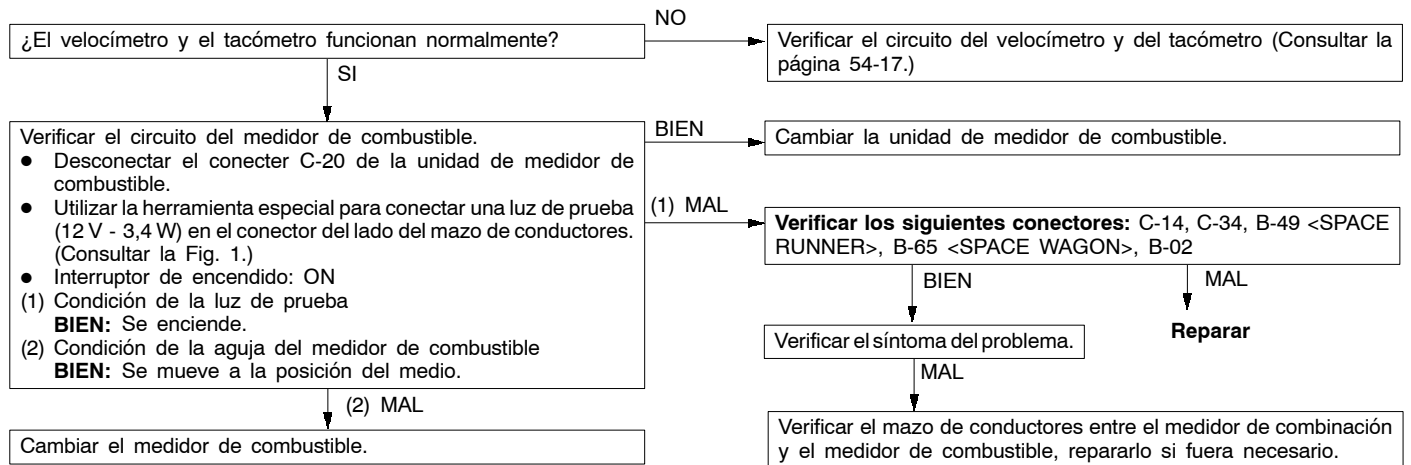 ¿El velocímetro y el tacómetro funcionan normalmente?
NO
Verificar el circuito del velocímetro y del tacómetro (Consultar la
página 54-17.)
SI
Verificar el circuito del medidor de combustible.
● Desconectar el conecter C-20 de la unidad de medidor de
combustible.
● Utilizar la herramienta especial para conectar una luz de prueba
(12 V - 3,4 W) en el conector del lado del mazo de conductores.
(Consultar la Fig. 1.)
● Interruptor de encendido: ON
(1) Condición de la luz de prueba
BIEN: Se enciende.
(2) Condición de la aguja del medidor de combustible
BIEN: Se mueve a la posición del medio.
BIEN
Cambiar la unidad de medidor de combustible.
(1) MAL
Verificar los siguientes conectores: C-14, C-34, B-49 <SPACE
RUNNER>, B-65 <SPACE WAGON>, B-02
BIEN
MAL
Verificar el síntoma del problema.
Reparar
MAL
(2) MAL
Cambiar el medidor de combustible.
Verificar el mazo de conductores entre el medidor de combinación
y el medidor de combustible, repararlo si fuera necesario.